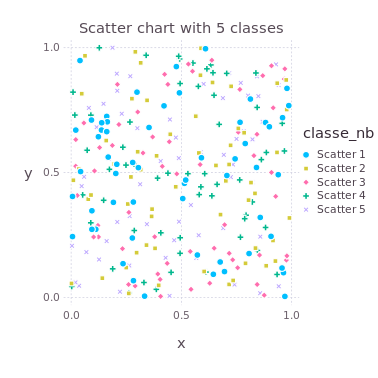 Scatter chart with 5 classes
1.0
0.5
0.0
y
0.0
0.5
1.0
x
classe_nb
Scatter 1
Scatter 2
Scatter 3
Scatter 4
Scatter 5